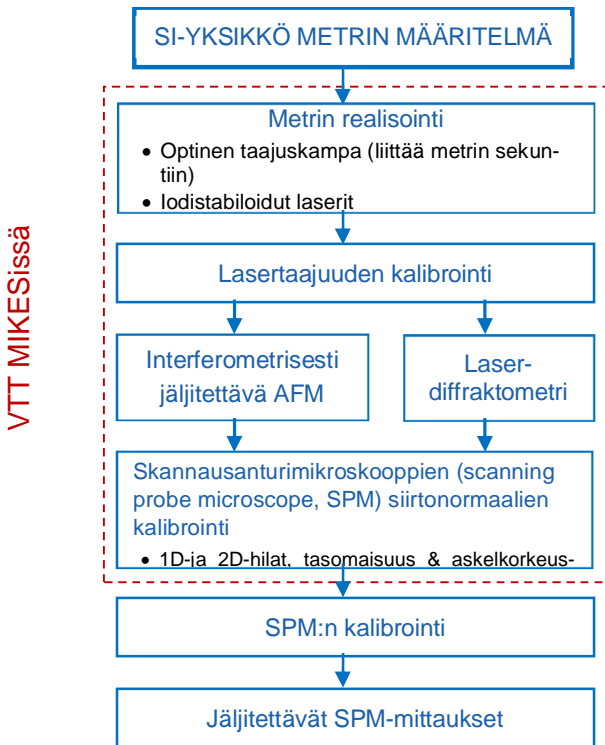 SI-YKSIKKÖ METRIN MÄÄRITELMÄ
VTT MIKESissä
Metrin realisointi
• Optinen taajuskampa (liittää metrin sekun-
tiin)
• Iodistabiloidut laserit
Lasertaajuuden kalibrointi
Interferometrisesti
jäljitettävä AFM
Laser-
diffraktometri
Skannausanturimikroskooppien (scanning
probe microscope, SPM) siirtonormaalien
kalibrointi
• 1D-ja 2D-hilat, tasomaisuus & askelkorkeus-
SPM:n kalibrointi
Jäljitettävät SPM-mittaukset